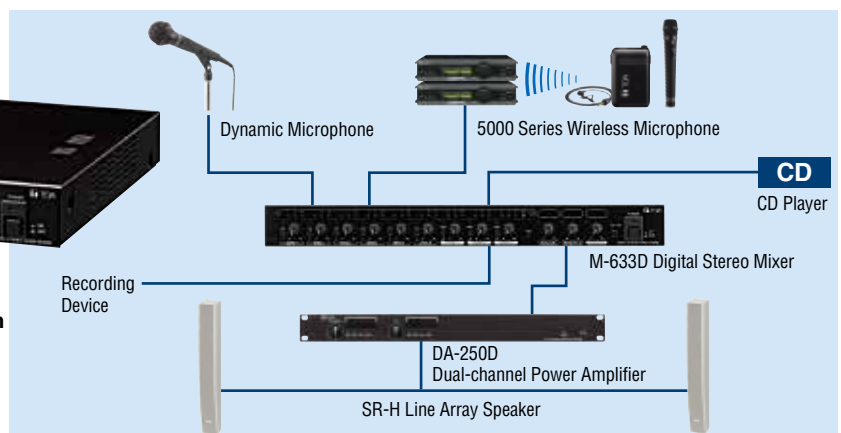 Dynamic Microphone
5000 Series Wireless Microphone
CD
CD Player
M-633D Digital Stereo Mixer
Recording
Device
DA-250D
Dual-channel Power Amplifier
SR-H Line Array Speaker